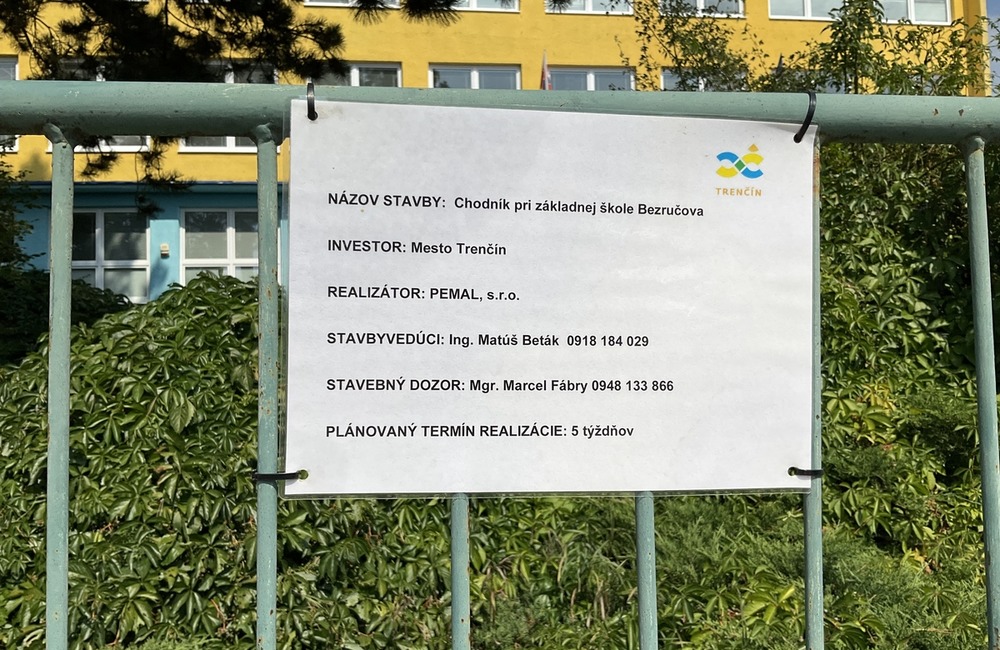 TRENČÍN
NÁZOV STAVBY: Chodník pri základnej škole Bezručova
INVESTOR: Mesto Trenčín
REALIZÁTOR: PEMAL, s.r.o.
STAVBYVEDÚCI: Ing. Matúš Beták 0918 184 029
STAVEBNÝ DOZOR: Mgr. Marcel Fábry 0948 133 866
PLÁNOVANÝ TERMÍN REALIZÁCIE: 5 týždňov